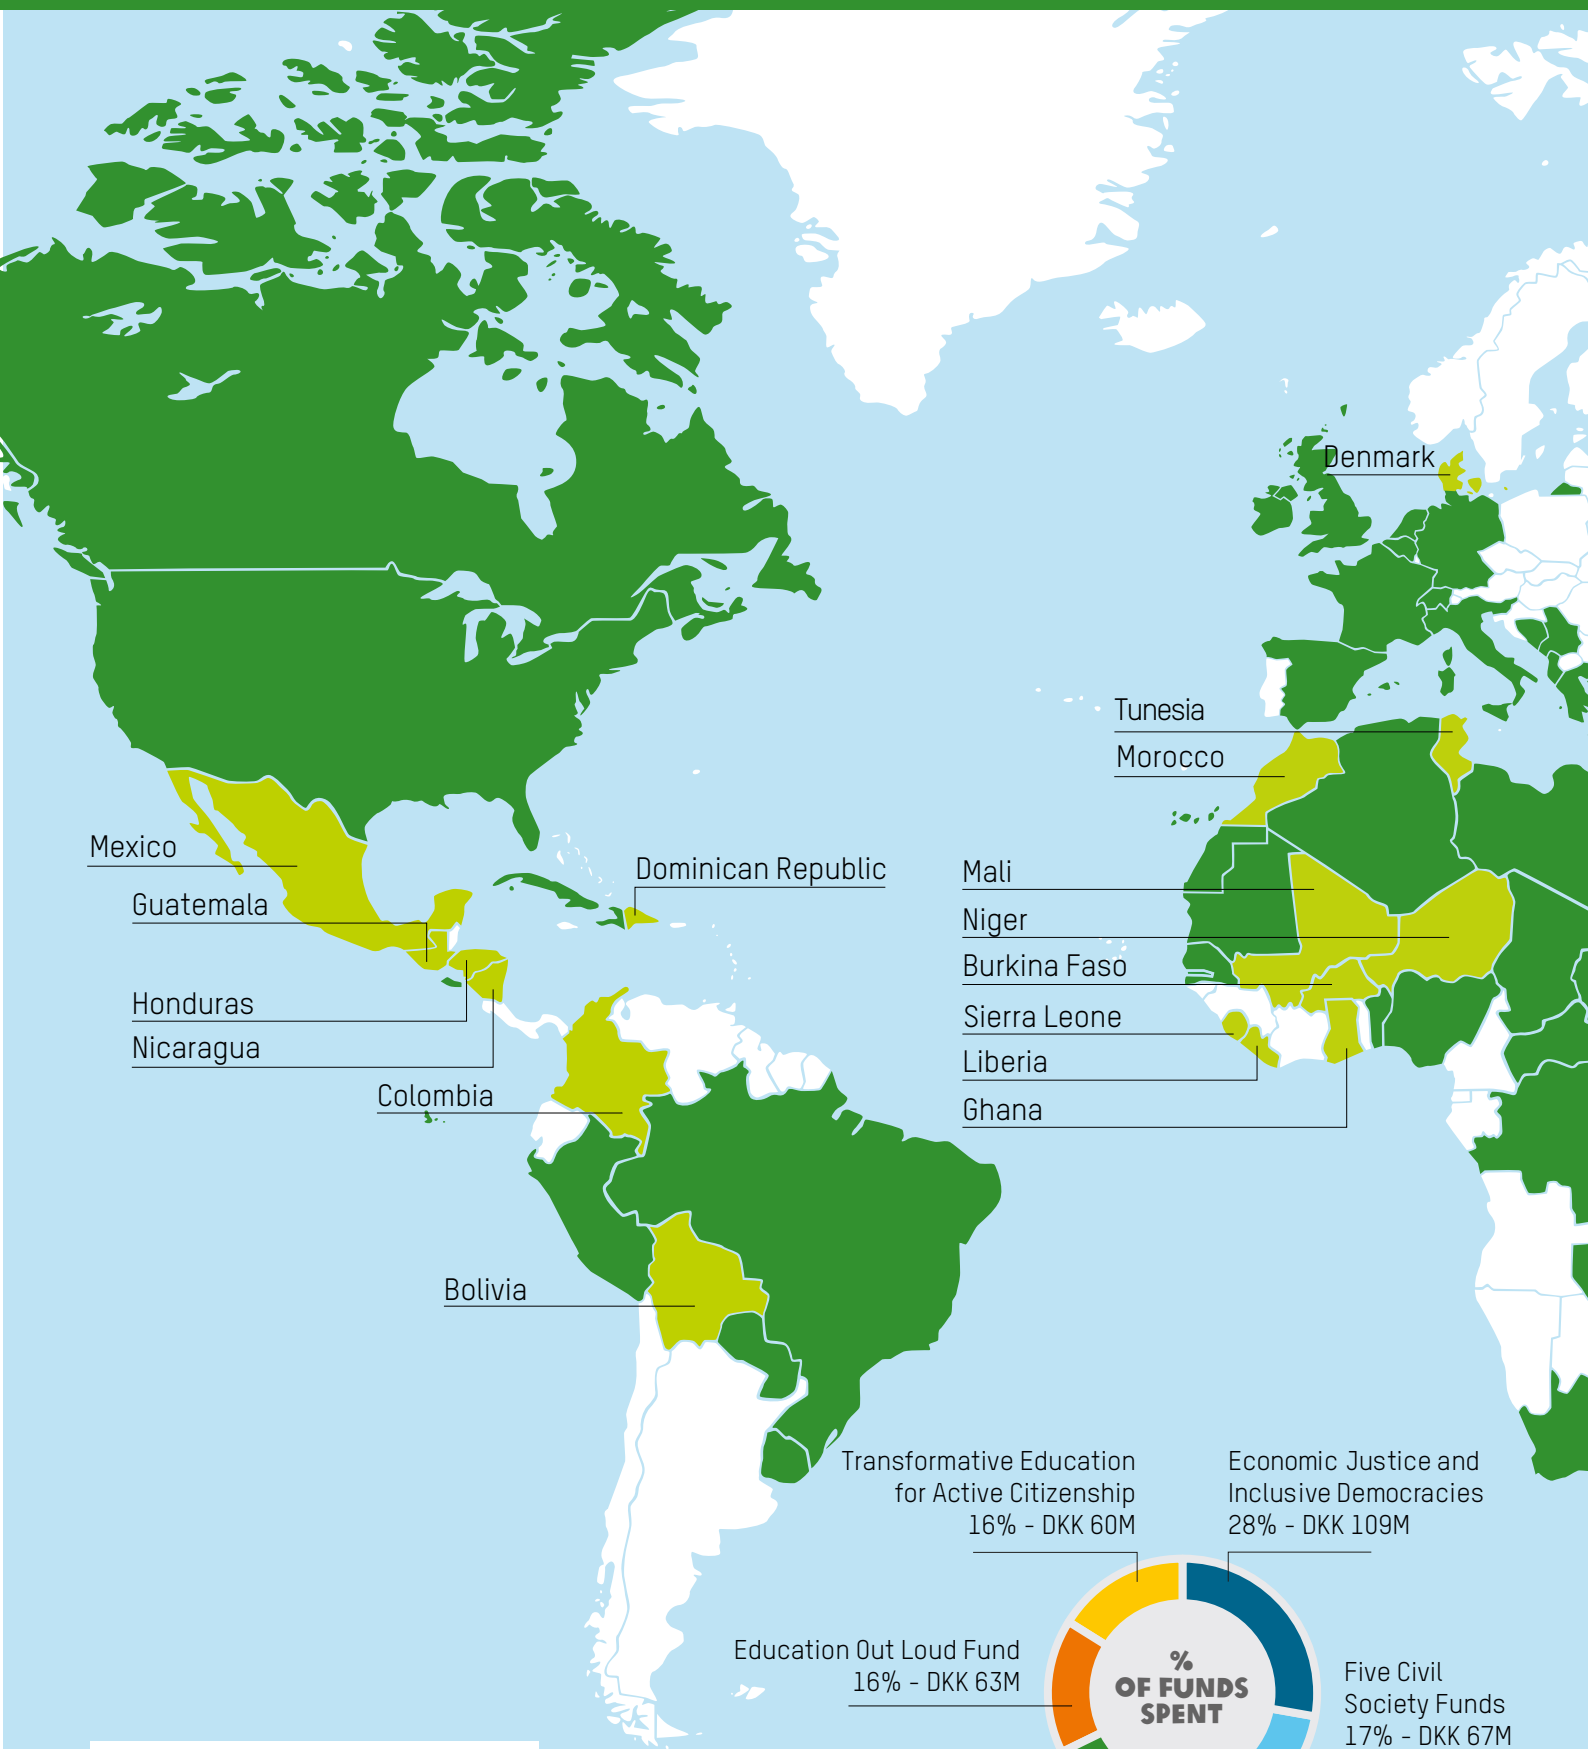 Denmark
Tunesia
Morocco
Mexico
Guatemala
Honduras
Nicaragua
Dominican Republic
Colombia
Bolivia
Mali
Niger
Burkina Faso
Sierra Leone
Liberia
Ghana
Transformative Education
for Active Citizenship
16% - DKK 60M
Economic Justice and
Inclusive Democracies
28% - DKK 109M
Education Out Loud Fund
16% - DKK 63M
%
OF FUNDS
SPENT
Five Civil
Society Funds
17% - DKK 67M